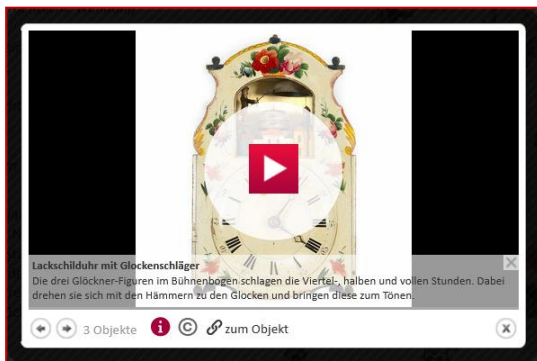 Lackschilduhr mit Glockenschläger
Die drei Glöckner-Figuren im Bühnenbogen schlagen die Viertel-, halben und vollen Stunden. Dabei
drehen sie sich mit den Hämmern zu den Glocken und bringen diese zum Tönen.
3 Objekte i © zum Objekt